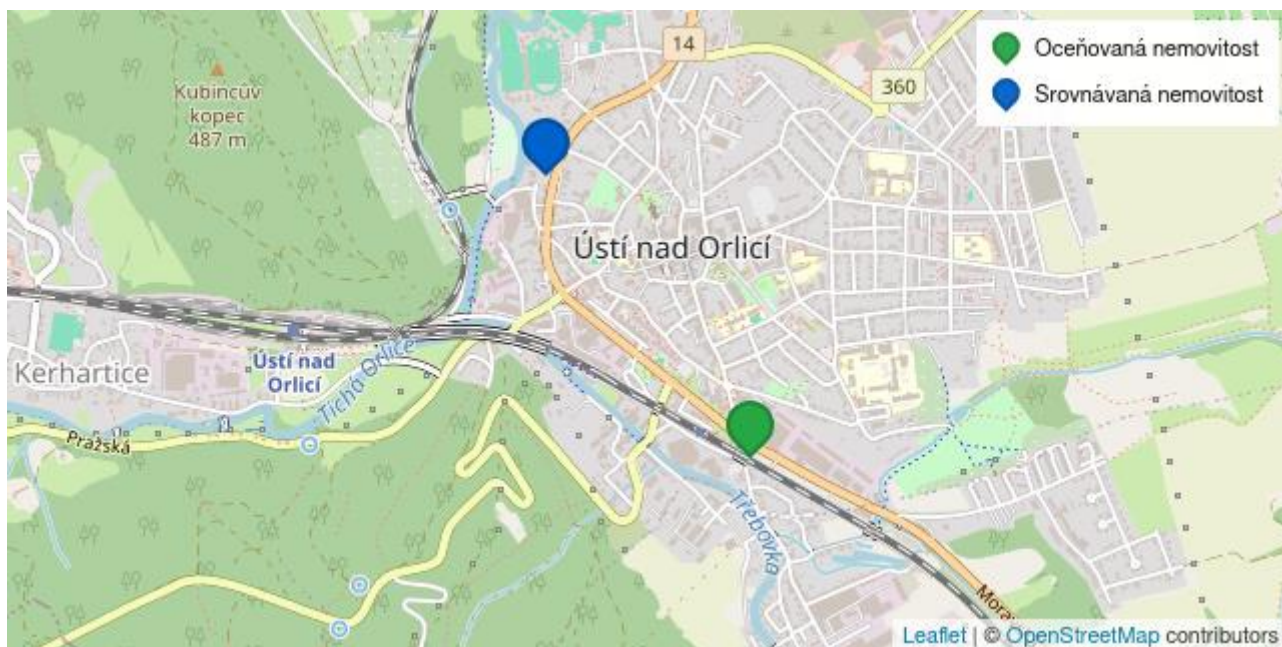 Oceňovaná nemovitost
Srovnávaná nemovitost
14
360
Kubincův
kopec
487 m
Ústí nad Orlicí
Kerhartice
Ústí nad
Orlicí
Tichá Orlice
Pražská
Třebovka
Leaflet | © OpenStreetMap contributors